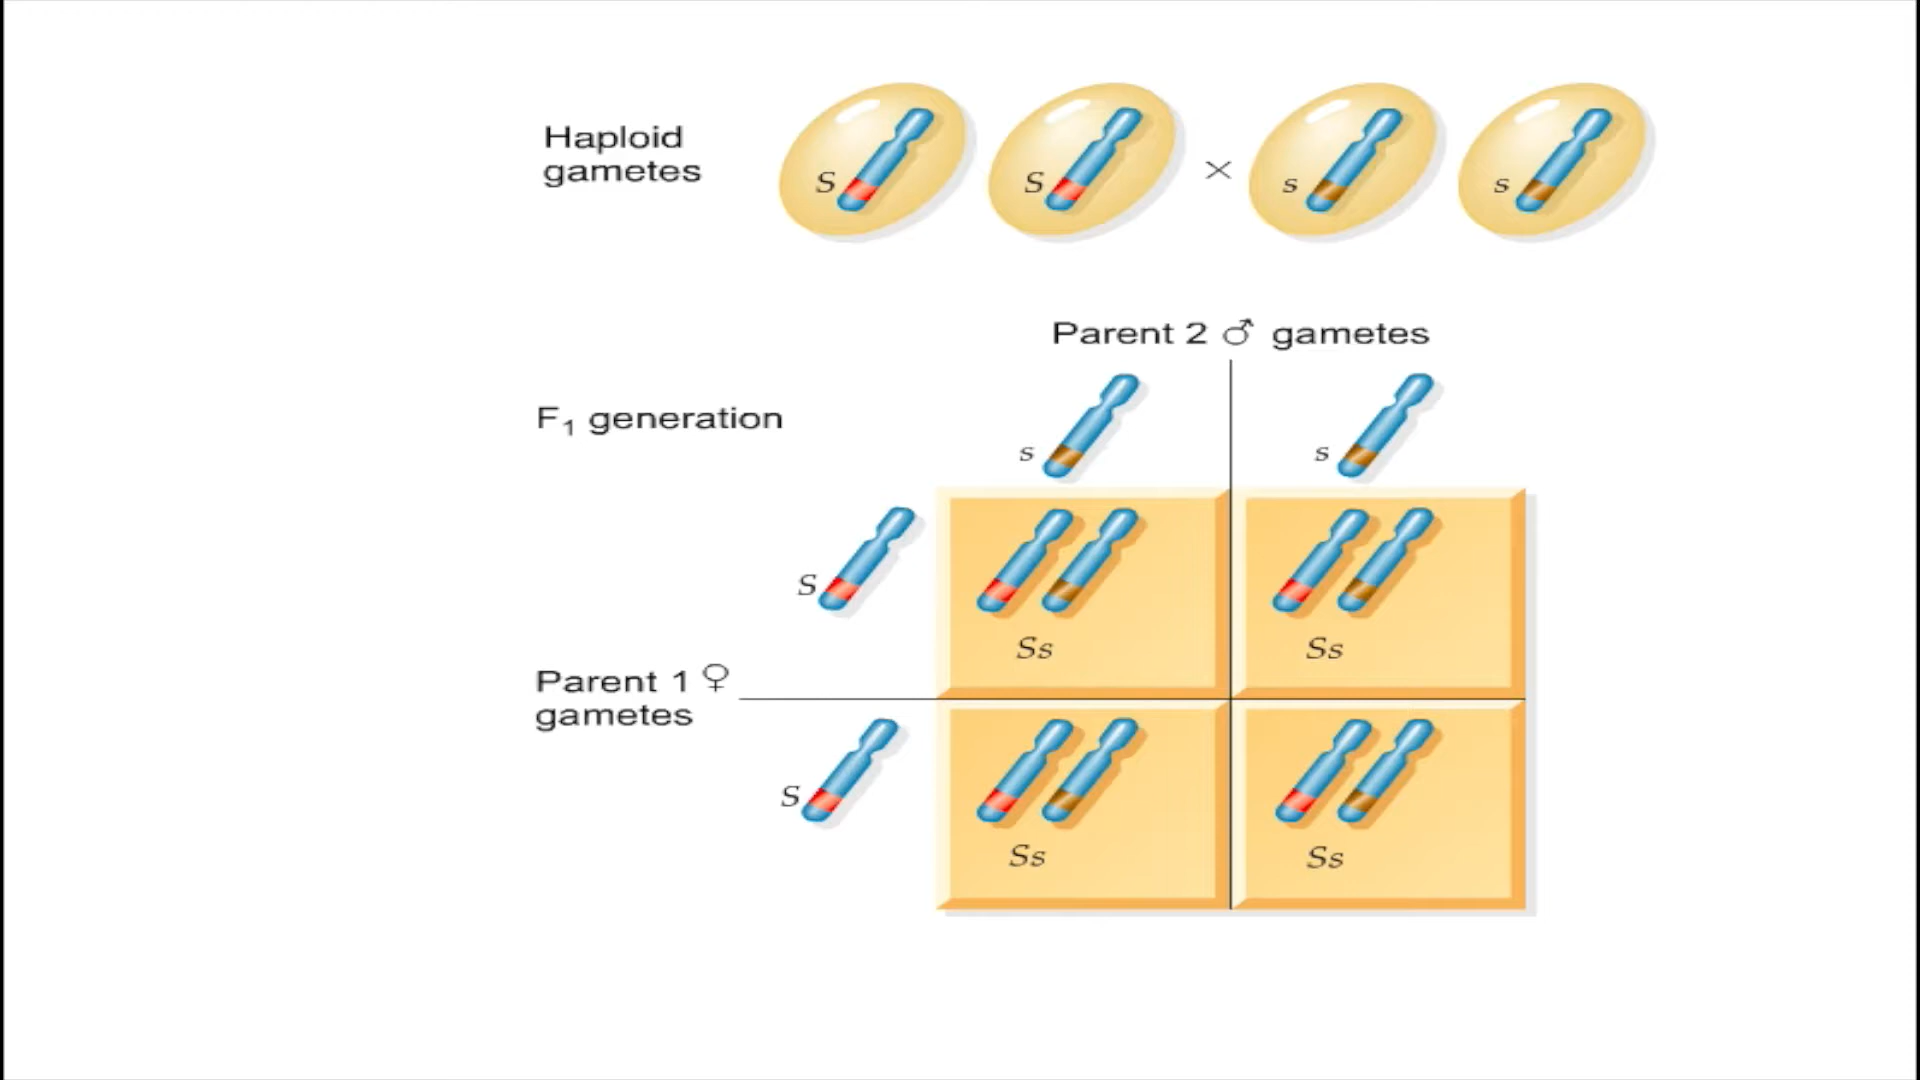 Haploid
gametes
S
S
×
s
s
Parent 2 ♂ gametes
F₁ generation
s
s
S
Ss
Ss
Parent 1 ♀
gametes
S
Ss
Ss